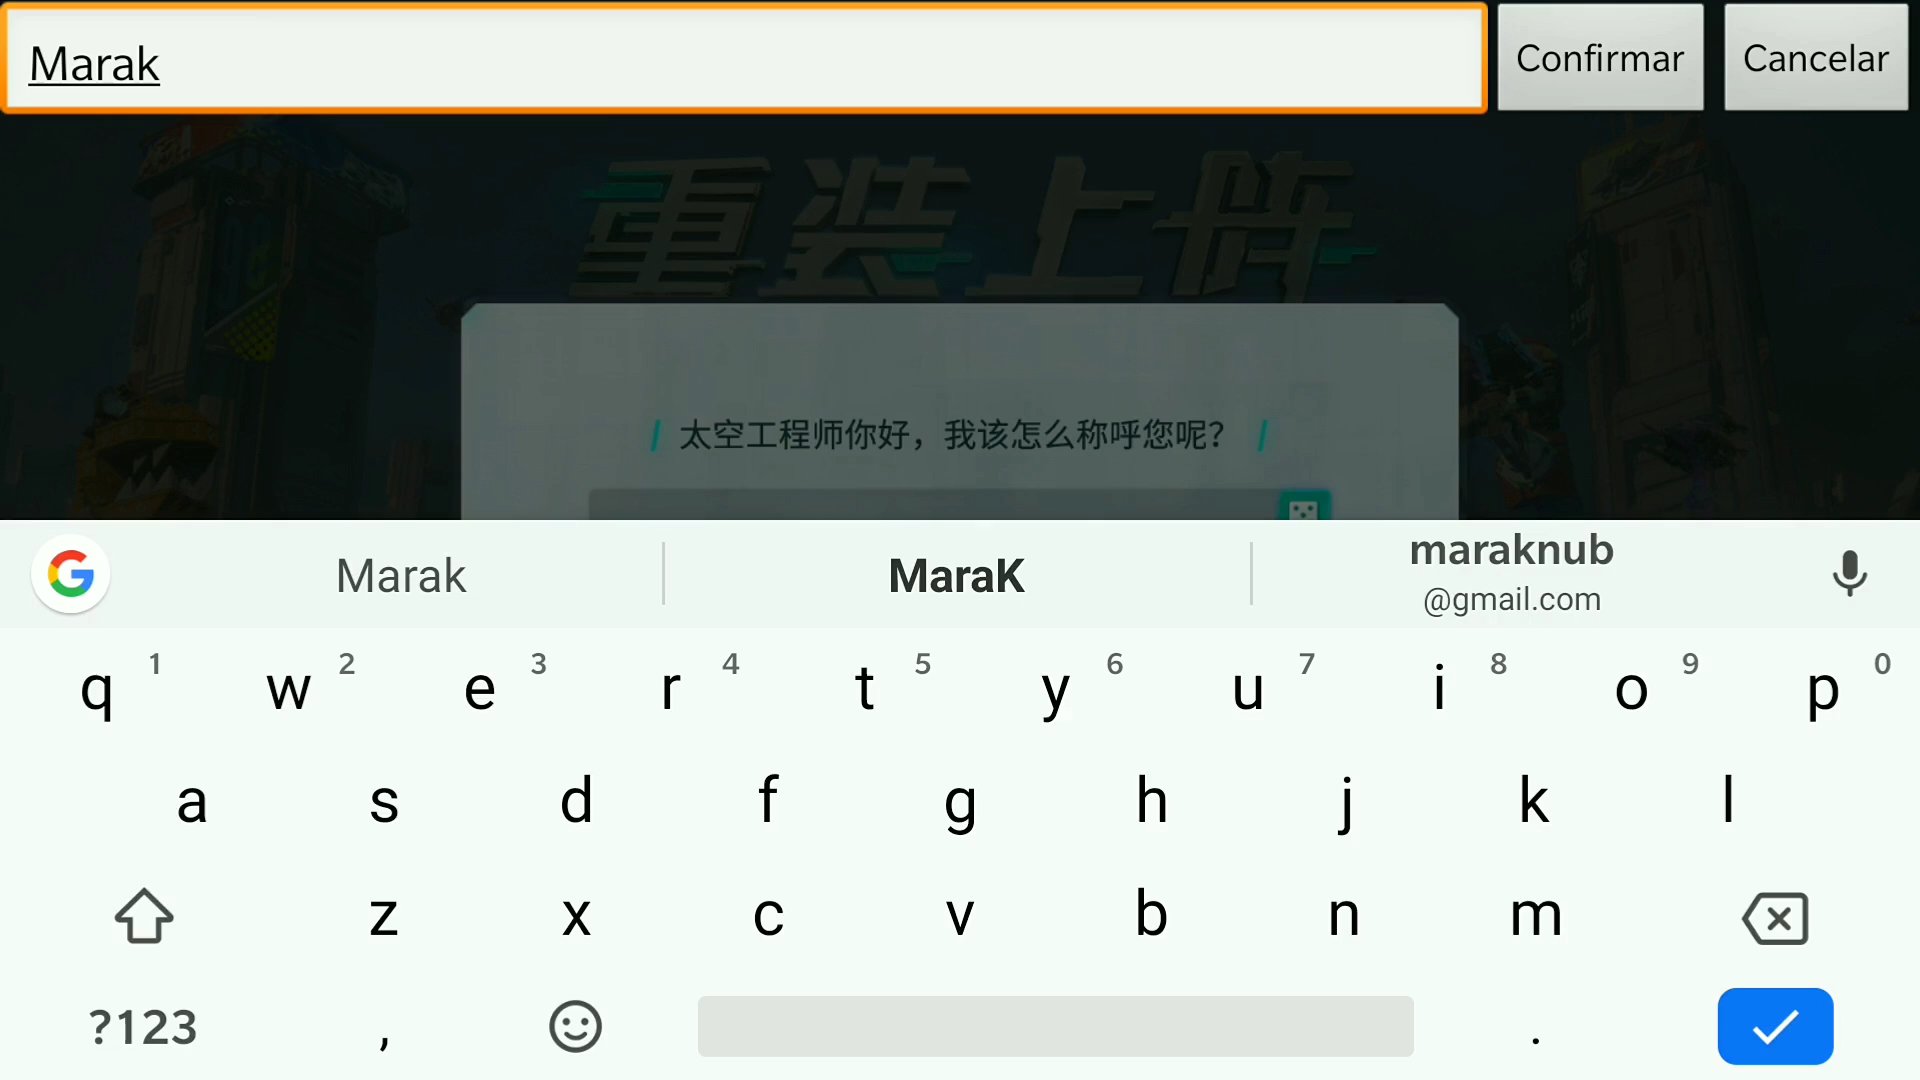 Marak
Confirmar
Cancelar
重装上阵
太空工程师你好，我该怎么称呼您呢？
Marak
MaraK
maraknub
@gmail.com
q 1 w 2 e 3 r 4 t 5 y 6 u 7 i 8 o 9 p 0
a s d f g h j k l
z x c v b n m
?123 , .